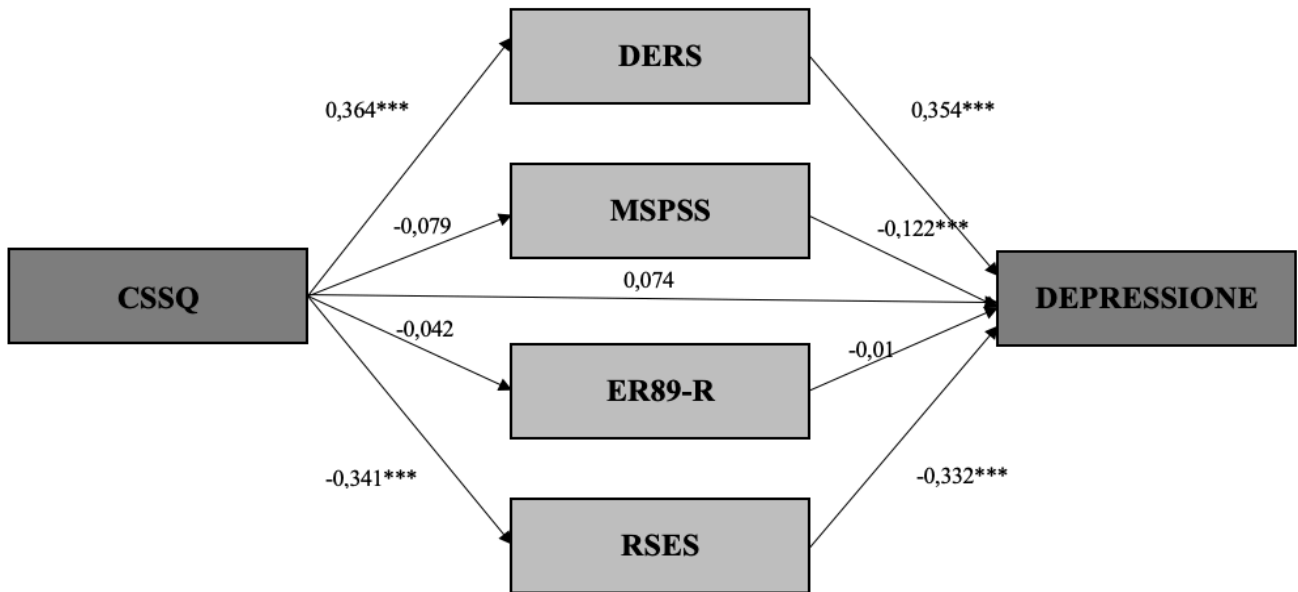 DERS
0,364***
0,354***
MSPSS
-0,079
-0,122***
0,074
CSSQ
DEPRESSIONE
-0,042
-0,01
ER89-R
-0,341***
-0,332***
RSES